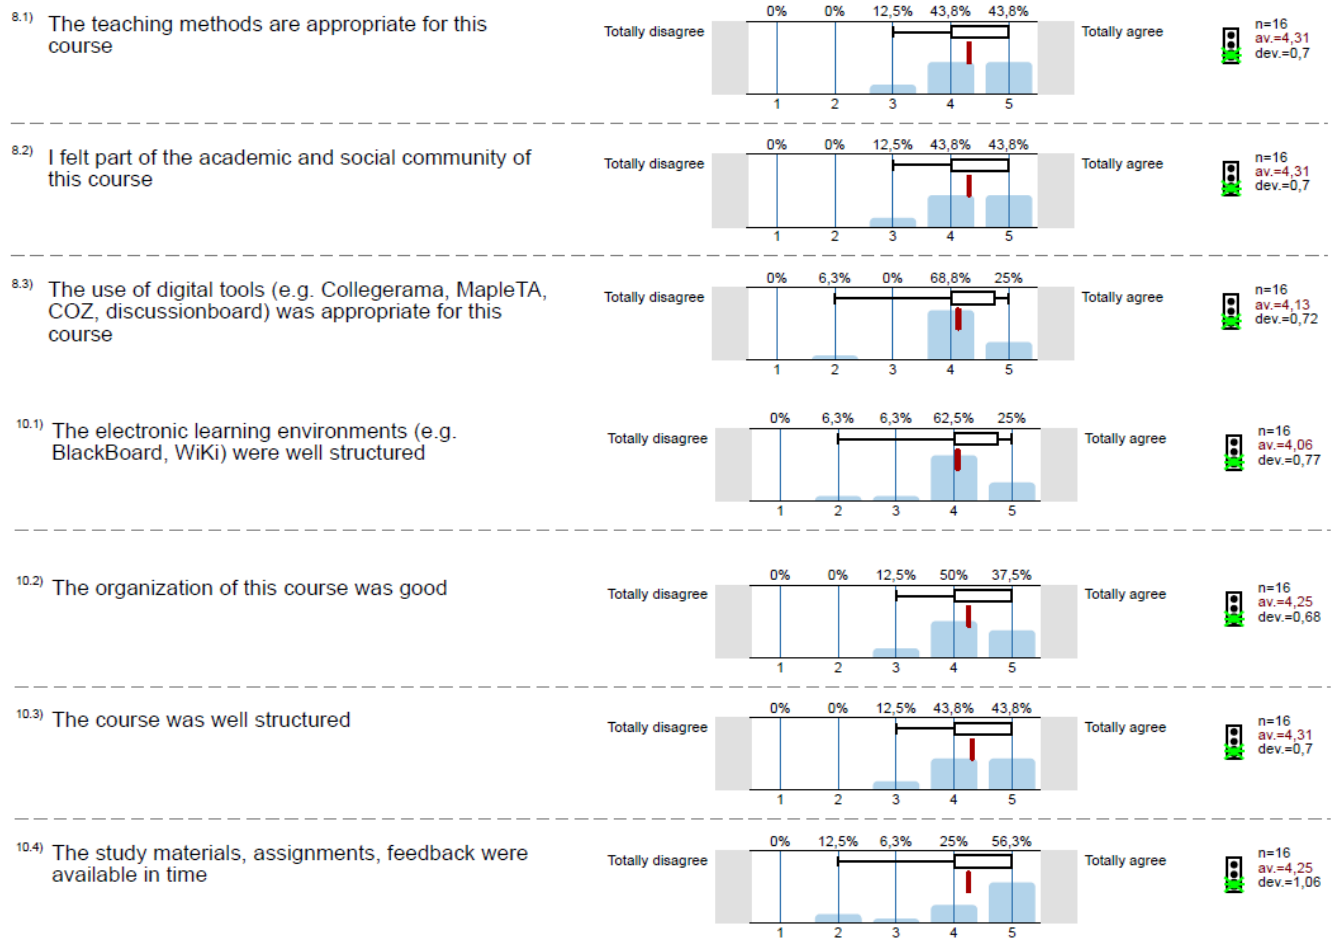 8.1) The teaching methods are appropriate for this
course
0% 0% 12,5% 43,8% 43,8%
Totally disagree
Totally agree
n=16
av.=4,31
dev.=0,7
1 2 3 4 5
8.2) I felt part of the academic and social community of
this course
0% 0% 12,5% 43,8% 43,8%
Totally disagree
Totally agree
n=16
av.=4,31
dev.=0,7
1 2 3 4 5
8.3) The use of digital tools (e.g. Collegerama, MapleTA,
COZ, discussionboard) was appropriate for this
course
0% 6,3% 0% 68,8% 25%
Totally disagree
Totally agree
n=16
av.=4,13
dev.=0,72
1 2 3 4 5
10.1) The electronic learning environments (e.g.
BlackBoard, WiKi) were well structured
0% 6,3% 6,3% 62,5% 25%
Totally disagree
Totally agree
n=16
av.=4,06
dev.=0,77
1 2 3 4 5
10.2) The organization of this course was good
0% 0% 12,5% 50% 37,5%
Totally disagree
Totally agree
n=16
av.=4,25
dev.=0,68
1 2 3 4 5
10.3) The course was well structured
0% 0% 12,5% 43,8% 43,8%
Totally disagree
Totally agree
n=16
av.=4,31
dev.=0,7
1 2 3 4 5
10.4) The study materials, assignments, feedback were
available in time
0% 12,5% 6,3% 25% 56,3%
Totally disagree
Totally agree
n=16
av.=4,25
dev.=1,06
1 2 3 4 5